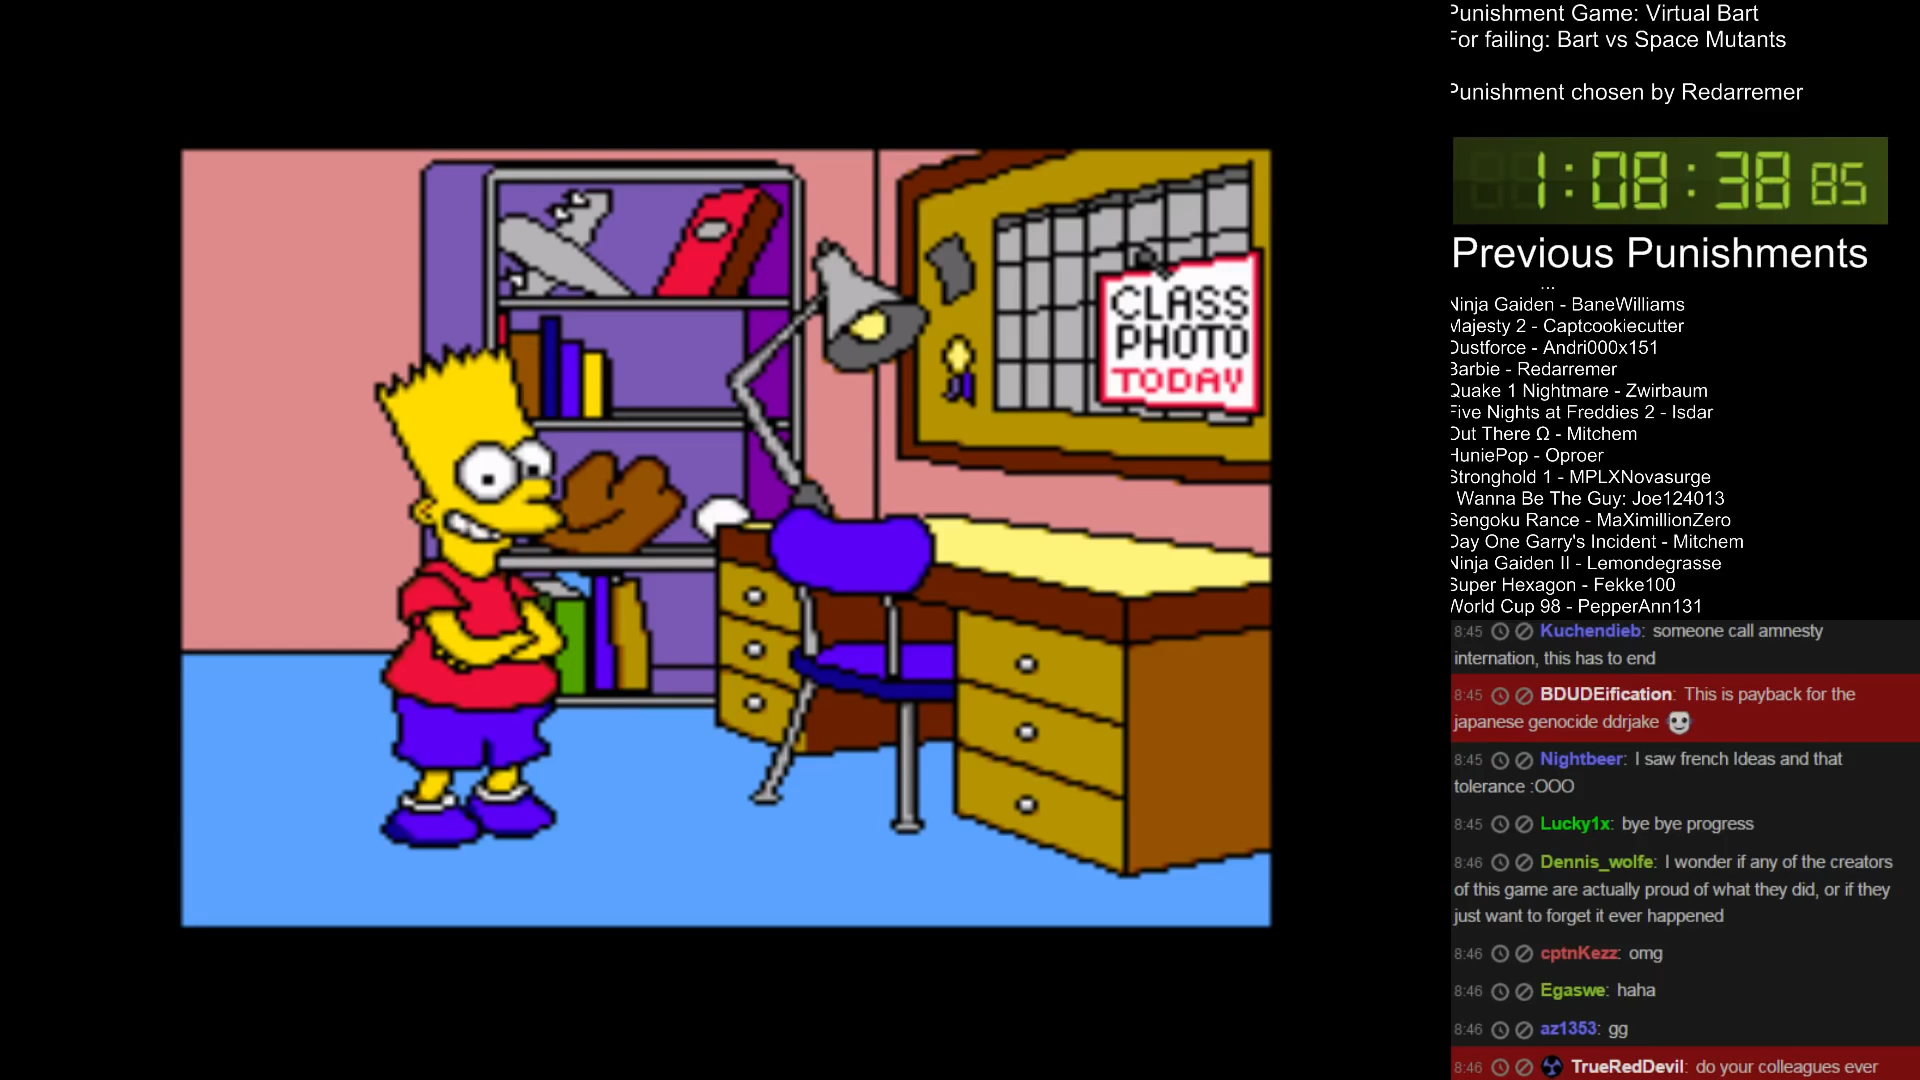 CLASS
PHOTO
TODAY
Punishment Game: Virtual Bart
For failing: Bart vs Space Mutants
Punishment chosen by Redarremer
1:08:38 85
Previous Punishments
...
Ninja Gaiden - BaneWilliams
Majesty 2 - Captcookiecutter
Dustforce - Andri000x151
Barbie - Redarremer
Quake 1 Nightmare - Zwirbaum
Five Nights at Freddies 2 - Isdar
Out There Ω - Mitchem
HuniePop - Oproer
Stronghold 1 - MPLXNovasurge
Wanna Be The Guy: Joe124013
Sengoku Rance - MaXimillionZero
Day One Garry's Incident - Mitchem
Ninja Gaiden II - Lemondegrasse
Super Hexagon - Fekke100
World Cup 98 - PepperAnn131
8:45 Kuchendieb: someone call amnesty
internation, this has to end
8:45 BDUDEification: This is payback for the
japanese genocide ddrjake
8:45 Nightbeer: I saw french Ideas and that
tolerance :OOO
8:45 Lucky1x: bye bye progress
8:46 Dennis_wolfe: I wonder if any of the creators
of this game are actually proud of what they did, or if they
just want to forget it ever happened
8:46 cptnKezz: omg
8:46 Egaswe: haha
8:46 az1353: gg
8:46 TrueRedDevil: do your colleagues ever